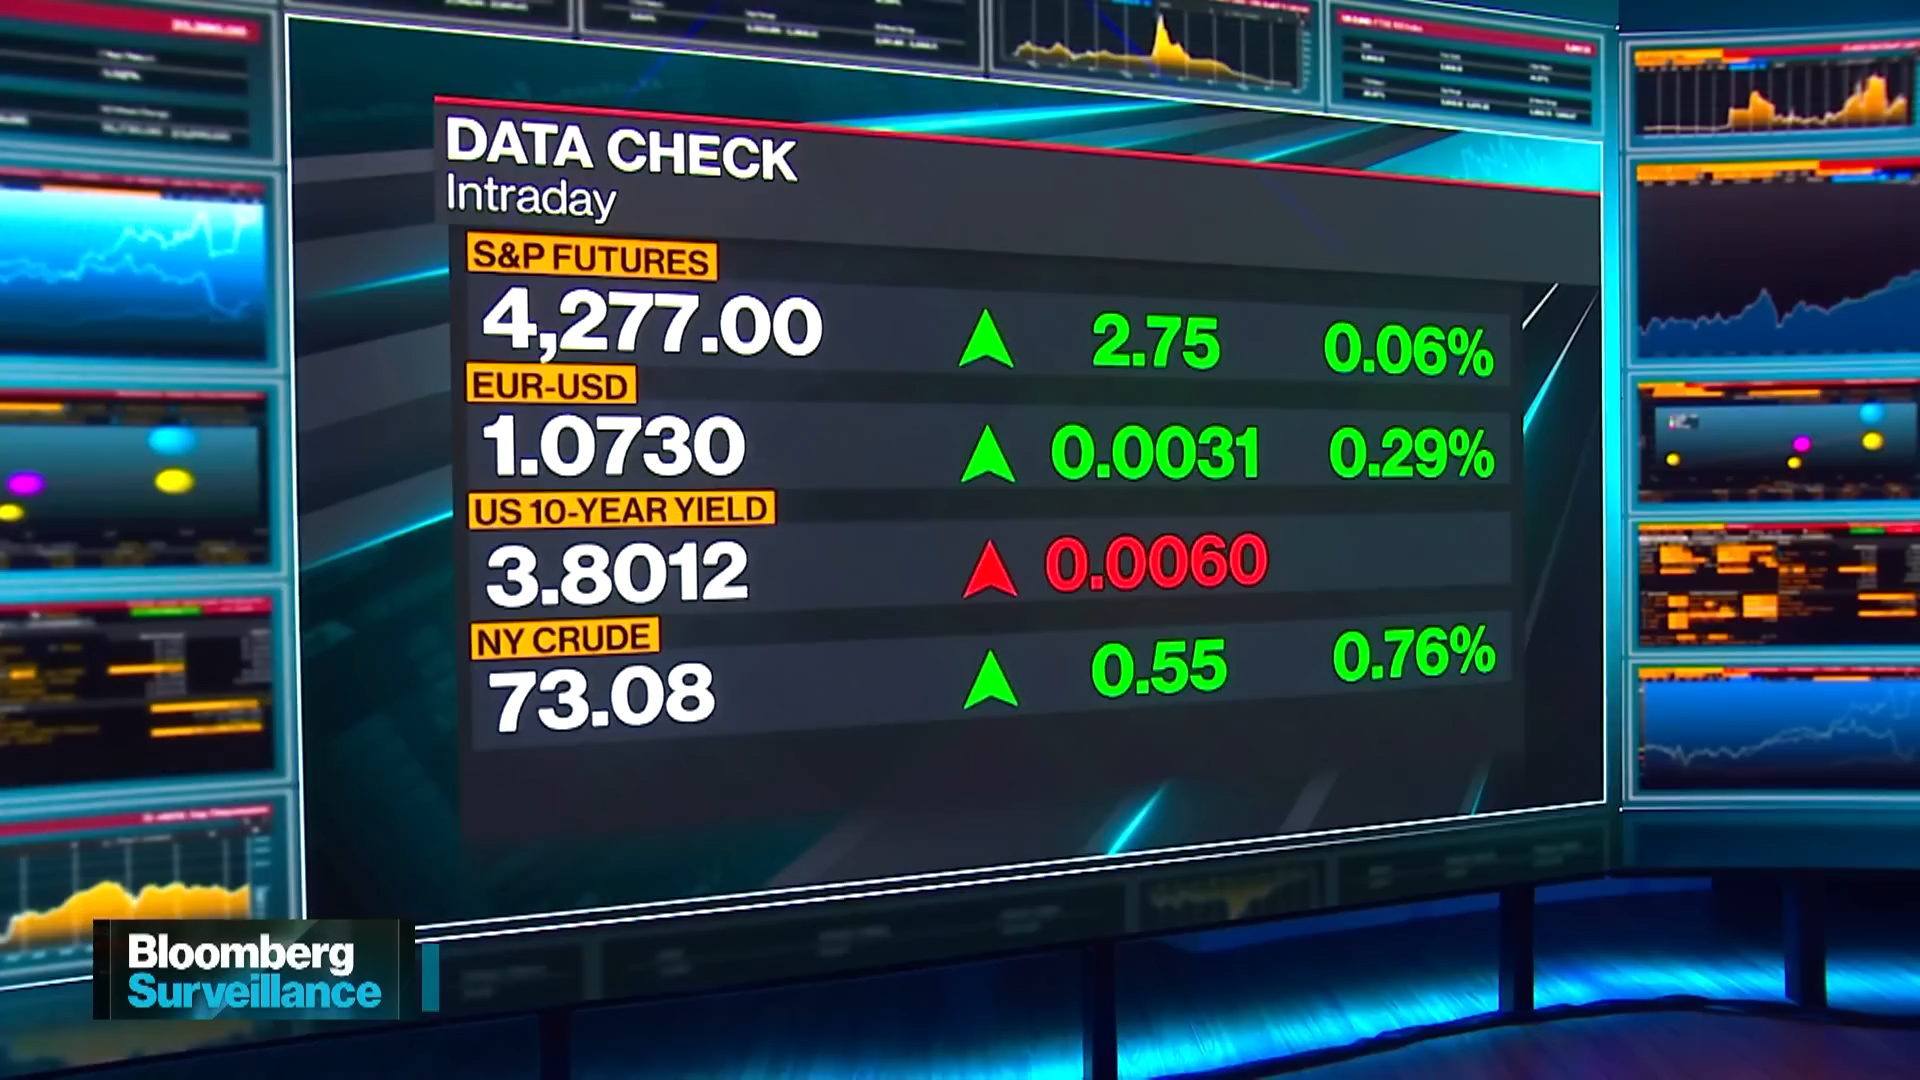 DATA CHECK
Intraday
S&P FUTURES
4,277.00 2.75 0.06%
EUR-USD
1.0730 0.0031 0.29%
US 10-YEAR YIELD
3.8012 0.0060
NY CRUDE
73.08 0.55 0.76%
Bloomberg
Surveillance